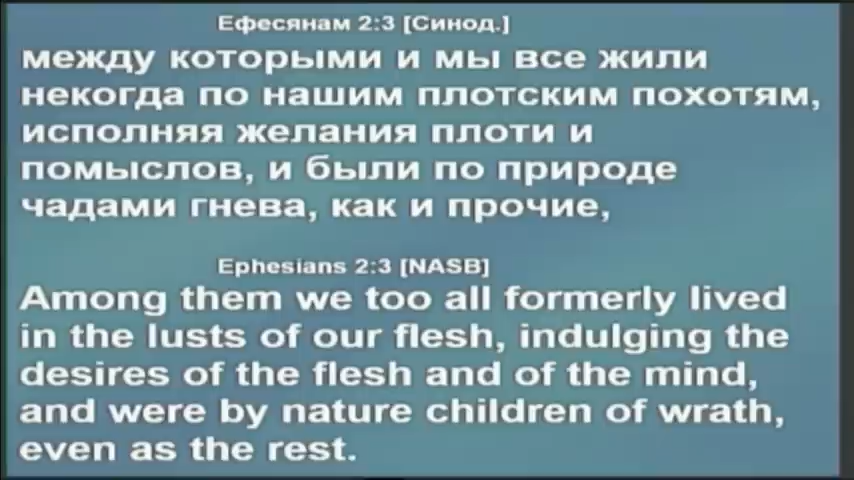 Ефесянам 2:3 [Синод.]
между которыми и мы все жили
некогда по нашим плотским похотям,
исполняя желания плоти и
помыслов, и были по природе
чадами гнева, как и прочие,
Ephesians 2:3 [NASB]
Among them we too all formerly lived
in the lusts of our flesh, indulging the
desires of the flesh and of the mind,
and were by nature children of wrath,
even as the rest.